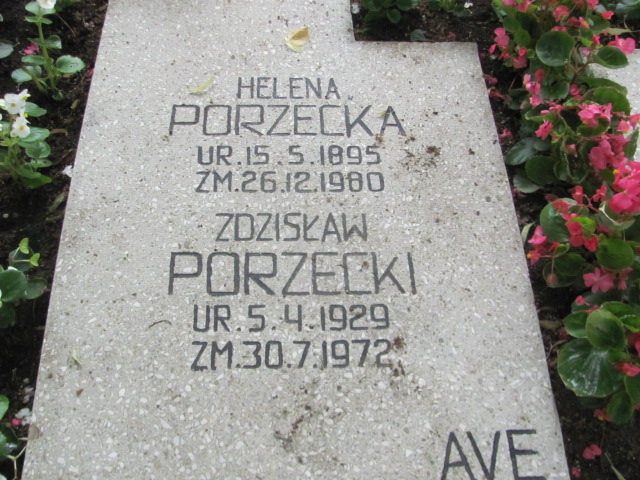 HELENA
PORZECKA
UR. 15. 5. 1895
ZM. 26.12.1980
ZDZISŁAW
PORZECKI
UR. 5. 4. 1929
ZM. 30. 7. 1972
AVE